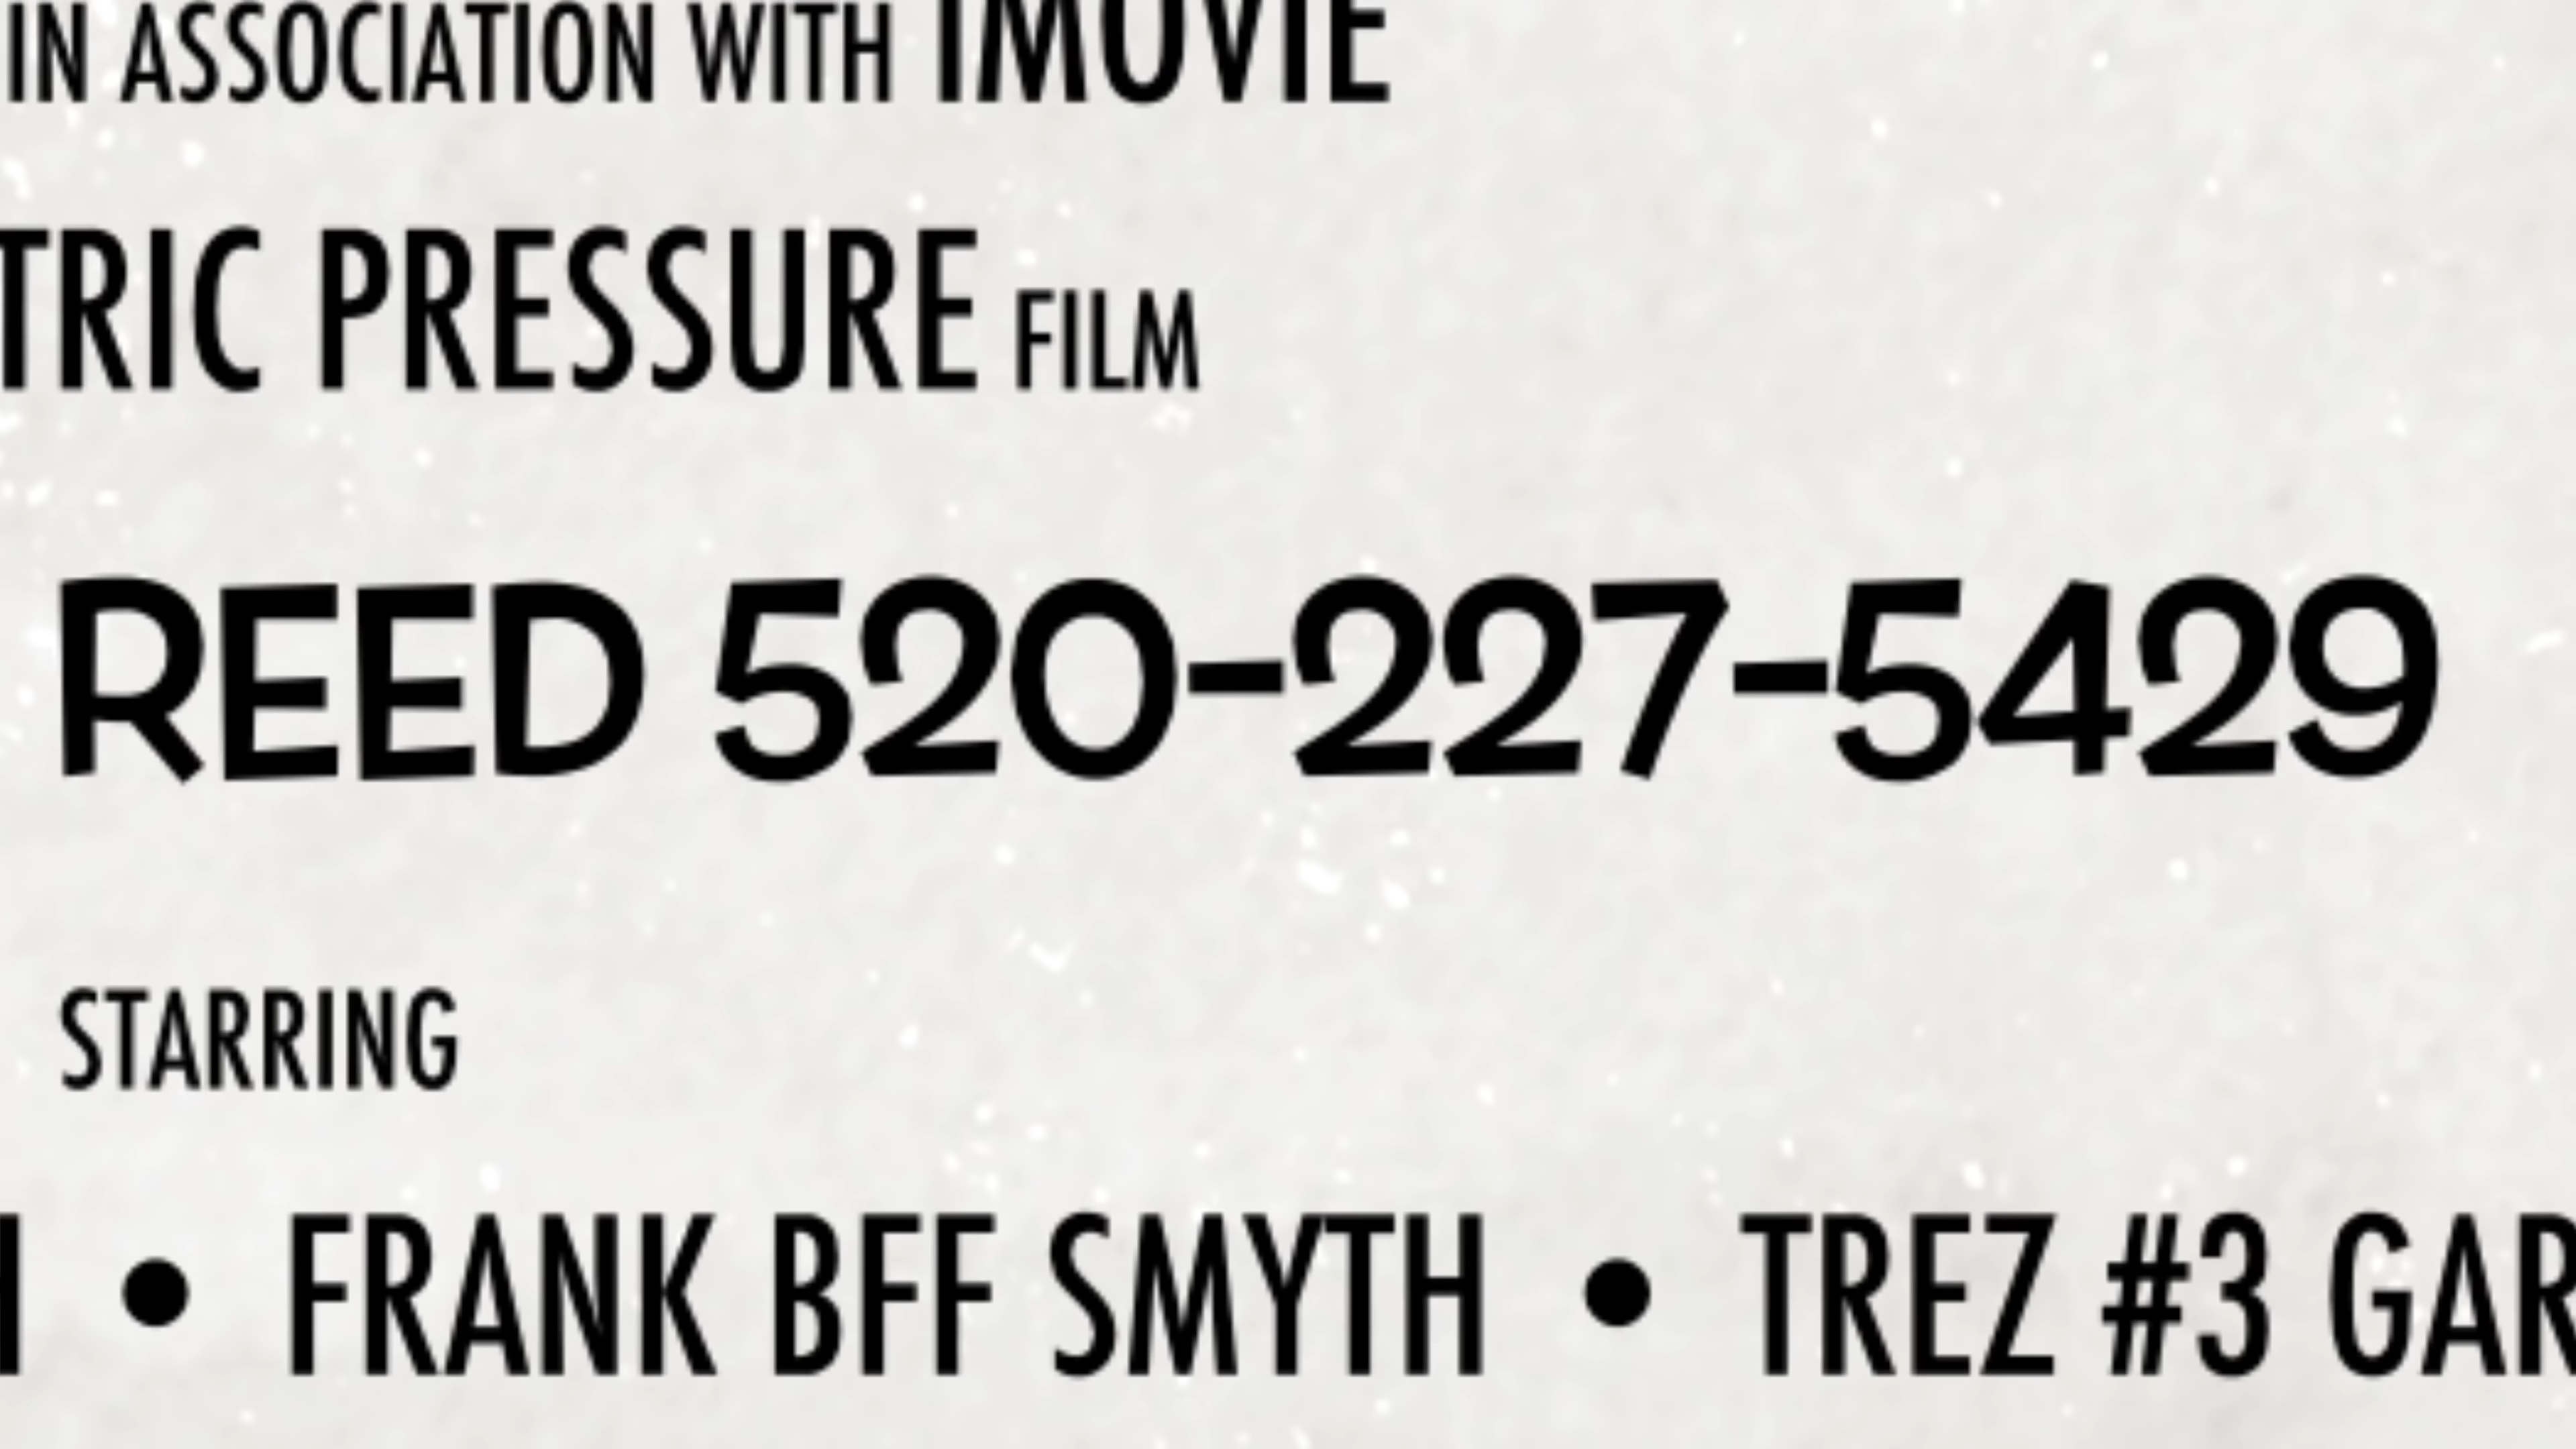 IN ASSOCIATION WITH IMOVIE
TRIC PRESSURE FILM
REED 520-227-5429
STARRING
• FRANK BFF SMYTH • TREZ #3 GAR